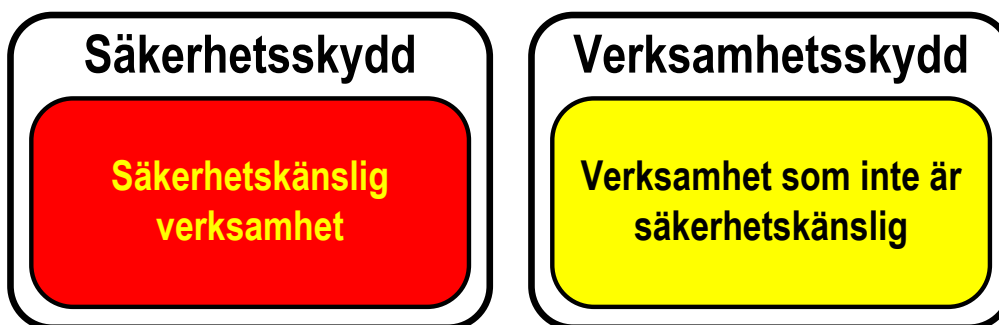 Säkerhetsskydd
Säkerhetskänslig
verksamhet
Verksamhetsskydd
Verksamhet som inte är
säkerhetskänslig